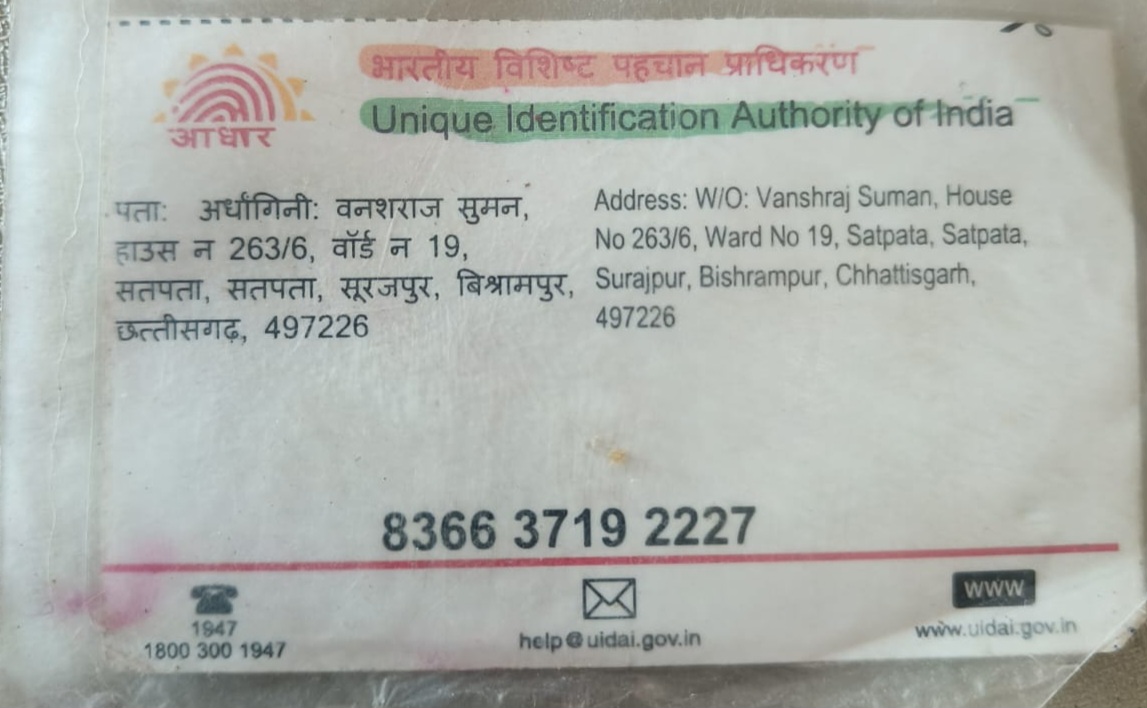 भारतीय विशिष्ट पहचान प्राधिकरण
Unique Identification Authority of India
आधार
पता: अर्धांगिनी: वनशराज सुमन,
हाउस न 263/6, वॉर्ड न 19,
सतपता, सतपता, सूरजपुर, बिश्रामपुर,
छत्तीसगढ़, 497226
Address: W/O: Vanshraj Suman, House
No 263/6, Ward No 19, Satpata, Satpata,
Surajpur, Bishrampur, Chhattisgarh,
497226
8366 3719 2227
1947
1800 300 1947
help@uidai.gov.in
www
www.uidai.gov.in